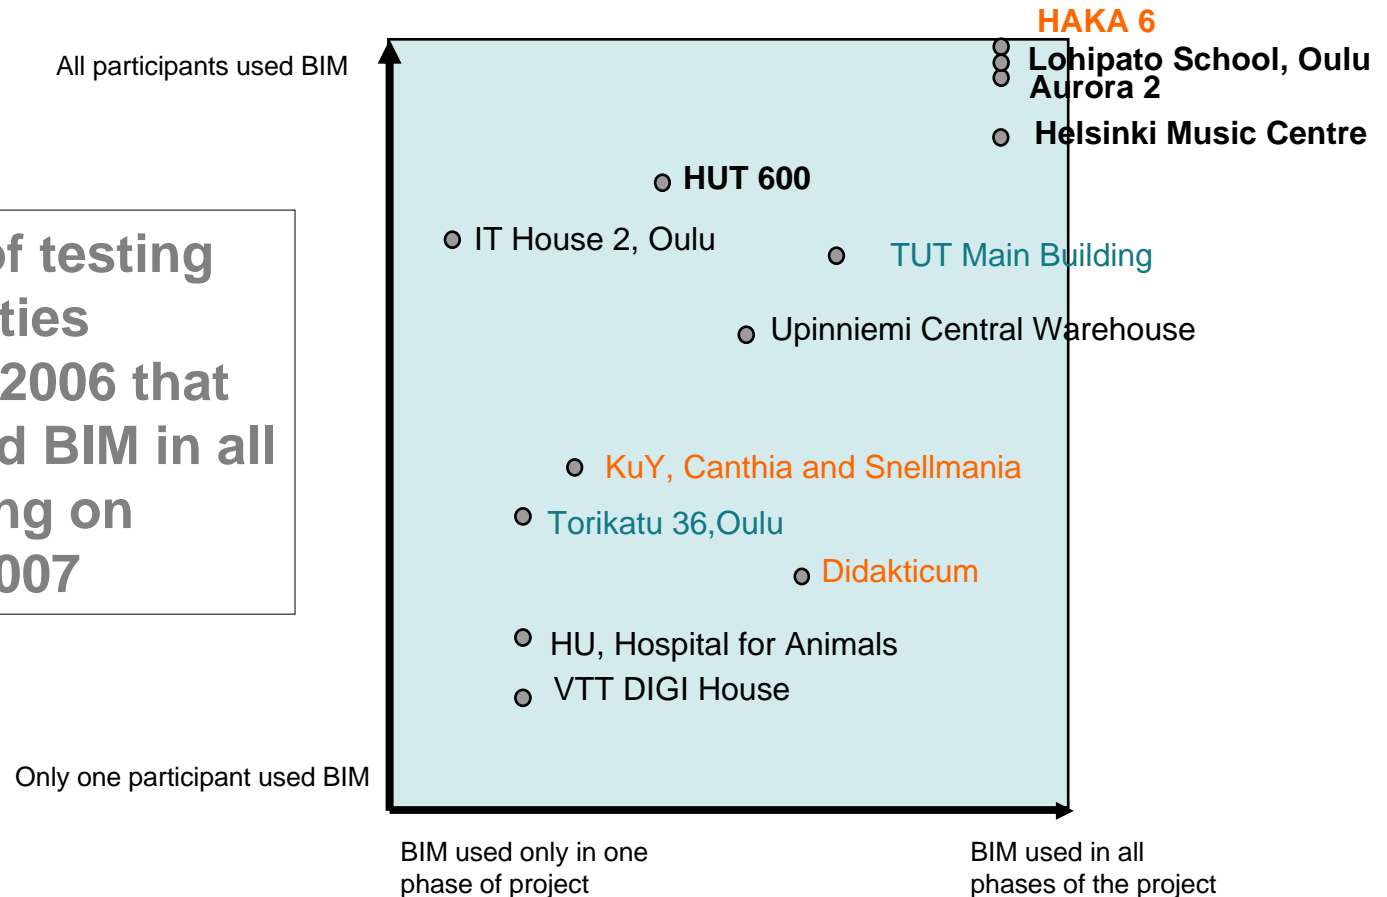 HAKA 6
All participants used BIM
Lohipato School, Oulu
Aurora 2
Helsinki Music Centre
HUT 600
IT House 2, Oulu
TUT Main Building
of testing
ties
2006 that
d BIM in all
ng on
007
Upinniemi Central Warehouse
KuY, Canthia and Snellmania
Torikatu 36,Oulu
Didakticum
HU, Hospital for Animals
VTT DIGI House
Only one participant used BIM
BIM used only in one
phase of project
BIM used in all
phases of the project